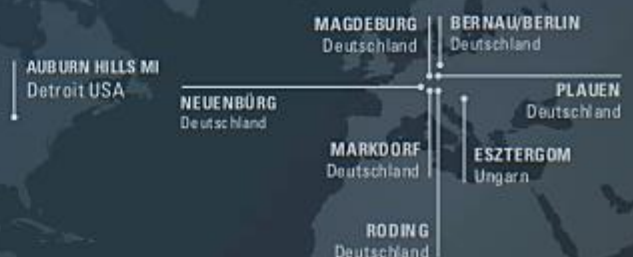 MAGDEBURG
Deutschland
BERNAU/BERLIN
Deutschland
AUBURN HILLS MI
Detroit USA
NEUENBÜRG
Deutschland
PLAUEN
Deutschland
MARKDORF
Deutschland
ESZTERGOM
Ungarn
RODING
Deutschland